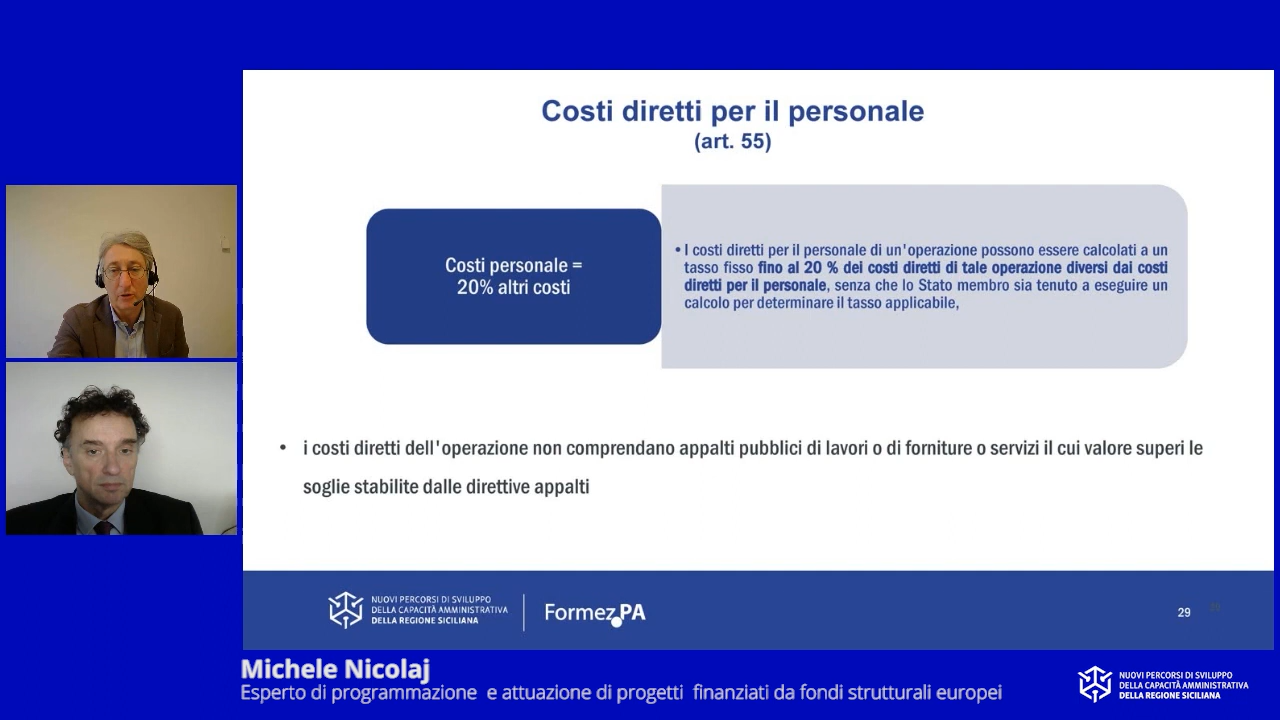 Costi diretti per il personale
(art. 55)
Costi personale =
20% altri costi
• I costi diretti per il personale di un'operazione possono essere calcolati a un
tasso fisso fino al 20 % dei costi diretti di tale operazione diversi dai costi
diretti per il personale, senza che lo Stato membro sia tenuto a eseguire un
calcolo per determinare il tasso applicabile,
• i costi diretti dell'operazione non comprendano appalti pubblici di lavori o di forniture o servizi il cui valore superi le
soglie stabilite dalle direttive appalti
NUOVI PERCORSI DI SVILUPPO
DELLA CAPACITÀ AMMINISTRATIVA
DELLA REGIONE SICILIANA
Formez.PA
29
29
Michele Nicolaj
Esperto di programmazione e attuazione di progetti finanziati da fondi strutturali europei
NUOVI PERCORSI DI SVILUPPO
DELLA CAPACITÀ AMMINISTRATIVA
DELLA REGIONE SICILIANA